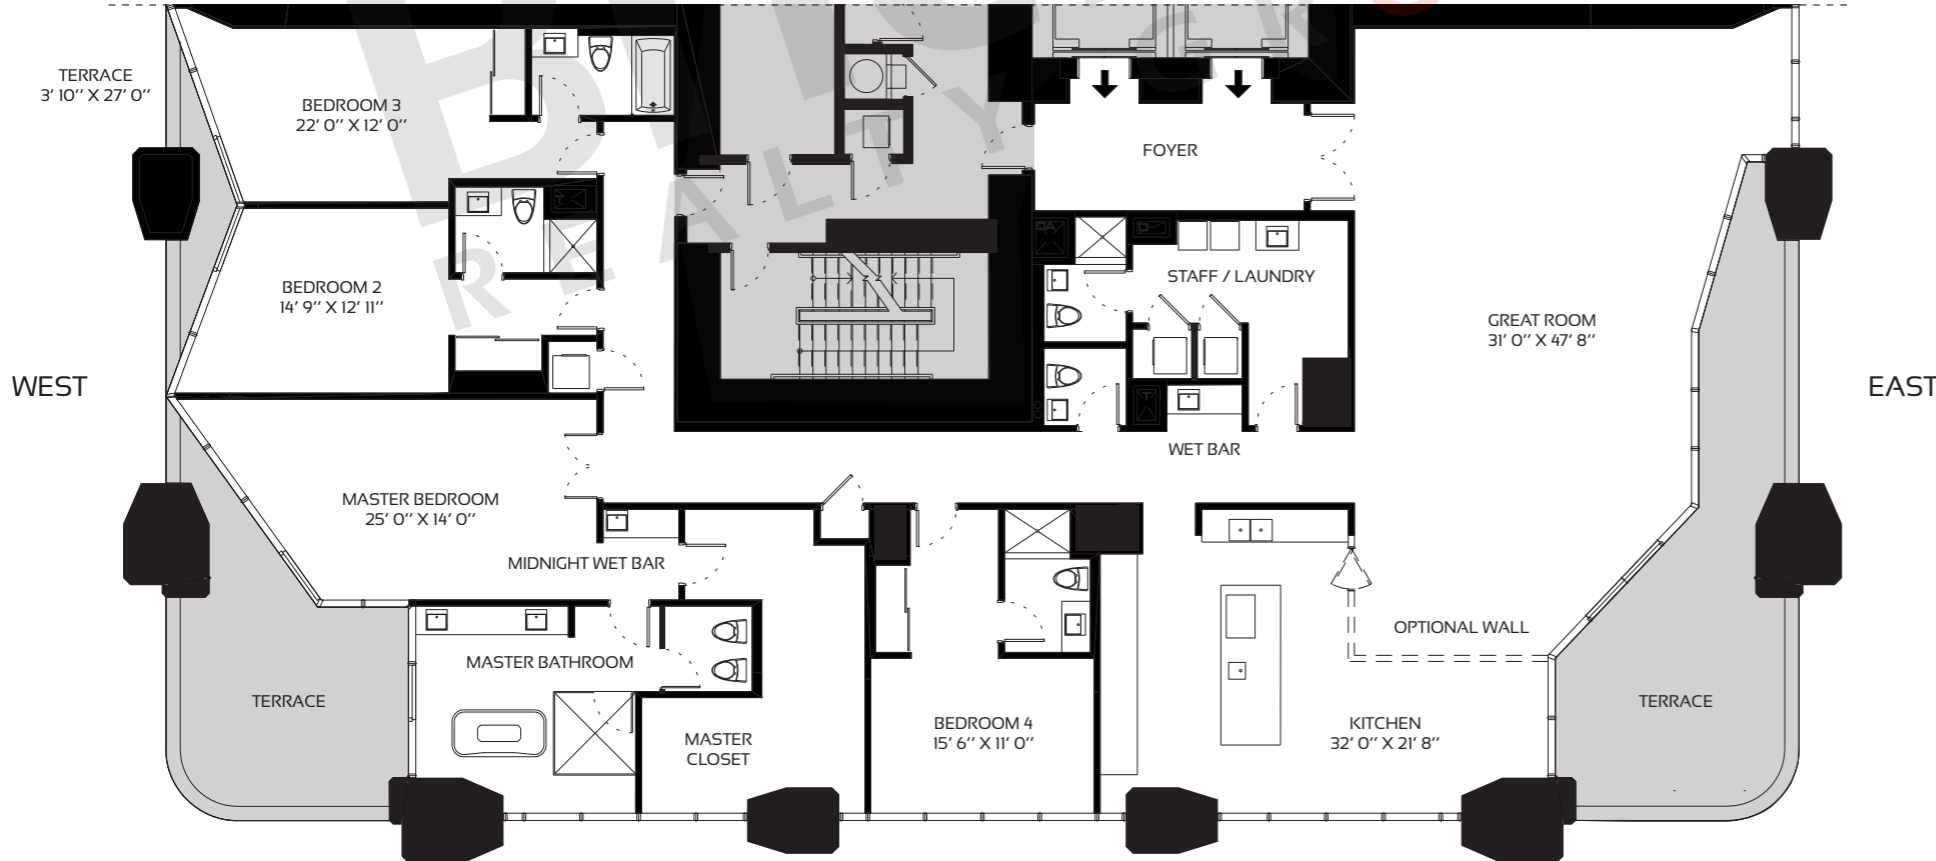 TERRACE
3' 10'' X 27' 0''
BEDROOM 3
22' 0'' X 12' 0''
FOYER
BEDROOM 2
14' 9'' X 12' 11''
STAFF / LAUNDRY
GREAT ROOM
31' 0'' X 47' 8''
WEST
EAST
WET BAR
MASTER BEDROOM
25' 0'' X 14' 0''
MIDNIGHT WET BAR
OPTIONAL WALL
MASTER BATHROOM
TERRACE
MASTER
CLOSET
BEDROOM 4
15' 6'' X 11' 0''
KITCHEN
32' 0'' X 21' 8''
TERRACE
REALTY